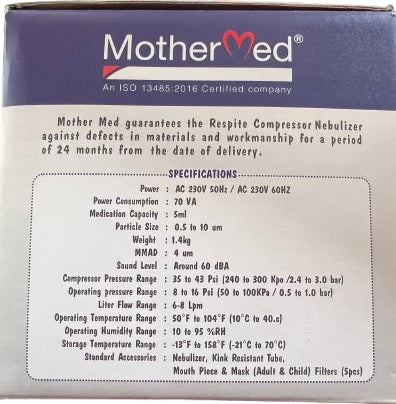 MotherMed®
An ISO 13485:2016 Certified company
Mother Med guarantees the Respite Compressor Nebulizer
against defects in materials and workmanship for a period
of 24 months from the date of delivery.
SPECIFICATIONS
Power : AC 230V 50Hz / AC 230V 60HZ
Power Consumption : 70 VA
Medication Capacity : 5ml
Particle Size : 0.5 to 10 um
Weight : 1.4kg
MMAD : 4 um
Sound Level : Around 60 dBA
Compressor Pressure Range : 35 to 43 Psi (240 to 300 Kpo /2.4 to 3.0 bar)
Operating pressure Range : 8 to 16 Psi (50 to 100KPa / 0.5 to 1.0 bar)
Liter Flow Range : 6-8 Lpm
Operating Temperature Range : 50°F to 104°F (10°C to 40.c)
Operating Humidity Range : 10 to 95 %RH
Storage Temperature Range : -13°F to 158°F (-21°C to 70°C)
Standard Accessories : Nebulizer, Kink Resistant Tube,
Mouth Piece & Mask (Adult & Child) Filters (5pcs)